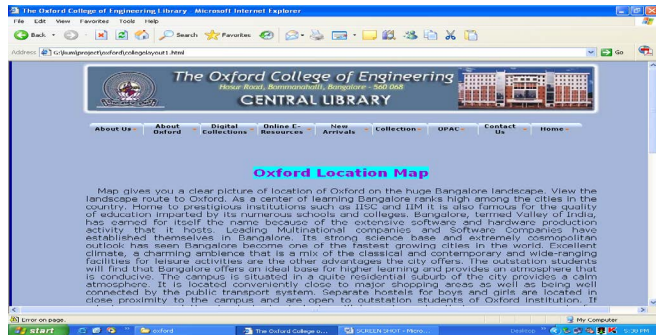 The Oxford College of Engineering Library - Microsoft Internet Explorer
File Edit View Favorites Tools Help
Back Search Favorites
Address G:\kum\project\oxford\collegelayout1.html Go
The Oxford College of Engineering
Hosur Road, Bommanahalli, Bangalore - 560 068
CENTRAL LIBRARY
About Us About Oxford Digital Collections Online E-Resources New Arrivals Collection OPAC Contact Us Home
Oxford Location Map
Map gives you a clear picture of location of Oxford on the huge Bangalore landscape. View the
landscape route to Oxford. As a center of learning Bangalore ranks high among the cities in the
country. Home to prestigious institutions such as IISC and IIM it is also famous for the quality
of education imparted by its numerous schools and colleges. Bangalore, termed Valley of India,
has earned for itself the name because of the extensive software and hardware production
activity that it hosts. Leading Multinational companies and Software Companies have
established themselves in Bangalore. Its strong science base and extremely cosmopolitan
outlook has seen Bangalore become one of the fastest growing cities in the world. Excellent
climate, a charming ambience that is a mix of the classical and contemporary and wide-ranging
facilities for leisure activities are the other advantages the city offers. The outstation students
will find that Bangalore offers an ideal base for higher learning and provides an atmosphere that
is conducive. The campus is situated in a quite residential suburb of the city provides a calm
atmosphere. It is located conveniently close to major shopping areas as well as being well
connected by the public transport system. Separate hostels for boys and girls are located in
close proximity to the campus and are open to outstation students of Oxford institution. If
Error on page. My Computer
start oxford The Oxford College o... SCREEN SHOT - Micro... Desktop 5:30 PM